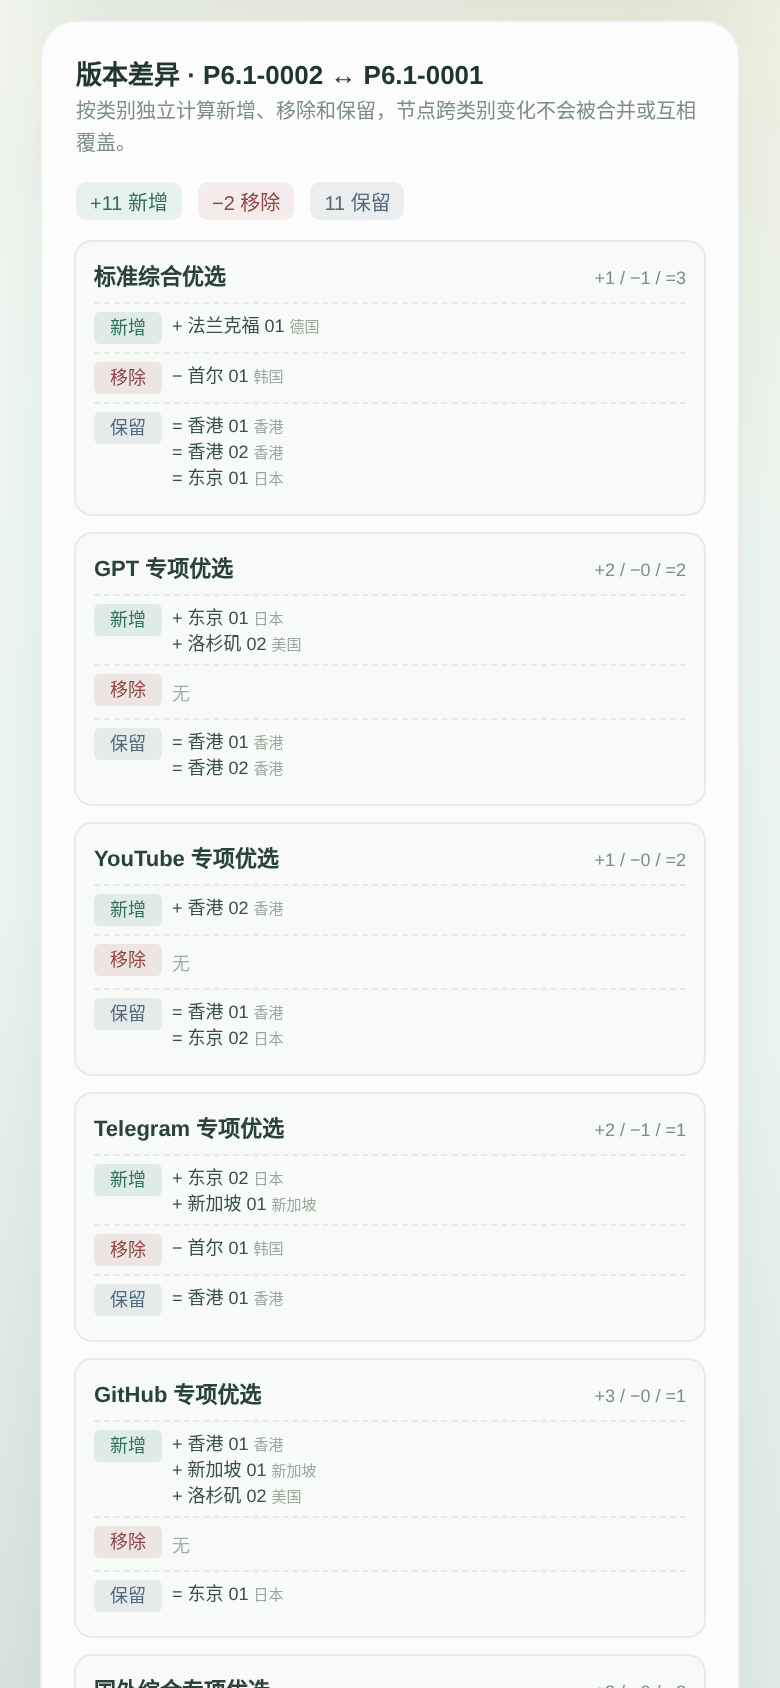 版本差异 · P6.1-0002 ↔ P6.1-0001
按类别独立计算新增、移除和保留，节点跨类别变化不会被合并或互相
覆盖。
+11 新增 −2 移除 11 保留
标准综合优选 +1 / −1 / =3
新增 + 法兰克福 01 德国
移除 − 首尔 01 韩国
保留 = 香港 01 香港
= 香港 02 香港
= 东京 01 日本
GPT 专项优选 +2 / −0 / =2
新增 + 东京 01 日本
+ 洛杉矶 02 美国
移除 无
保留 = 香港 01 香港
= 香港 02 香港
YouTube 专项优选 +1 / −0 / =2
新增 + 香港 02 香港
移除 无
保留 = 香港 01 香港
= 东京 02 日本
Telegram 专项优选 +2 / −1 / =1
新增 + 东京 02 日本
+ 新加坡 01 新加坡
移除 − 首尔 01 韩国
保留 = 香港 01 香港
GitHub 专项优选 +3 / −0 / =1
新增 + 香港 01 香港
+ 新加坡 01 新加坡
+ 洛杉矶 02 美国
移除 无
保留 = 东京 01 日本
国外综合专项优选